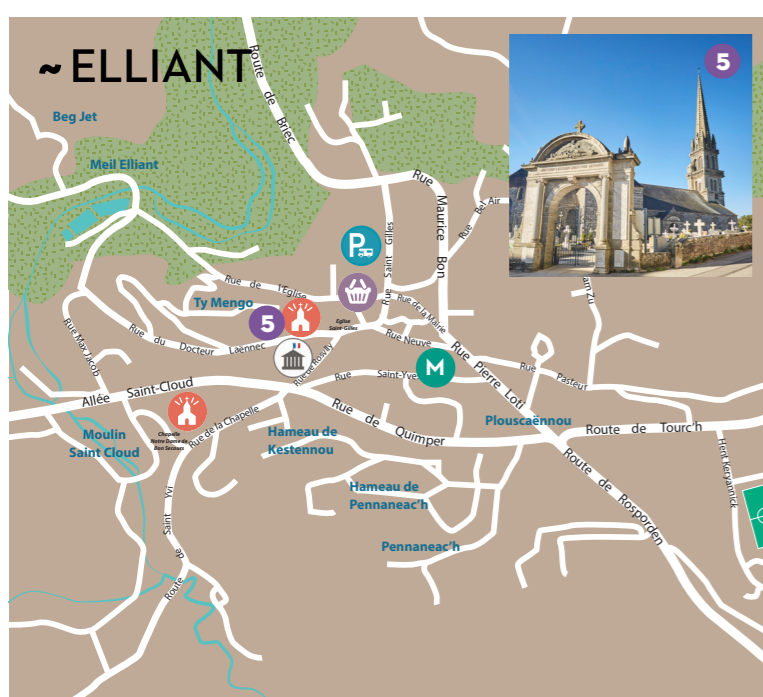 ~ ELLIANT
5
Route de Briec
Beg Jet
Meil Elliant
Rue Maurice Bon
Rue Bel Air
Rue Saint Gilles
P
Rue de l'Eglise
Ty Mengo
5
Eglise
Saint-Gilles
Rue de la Mairie
Rue du Docteur Laënnec
Rue Neuve
Rue de Rosvily
Rue Max Jacob
Rue Saint-Yves
M
Rue Pierre Loti
Rue Pasteur
Allée Saint-Cloud
Chapelle
Notre Dame de
Bon Secours
Rue de la Chapelle
Rue de Quimper
Plouscaënnou
Route de Tourc'h
Moulin
Saint Cloud
Hameau de
Kestennou
Hent Keryannick
Hameau de
Pennaneac'h
Route de Rosporden
Pennaneac'h
Route de Saint Yvi